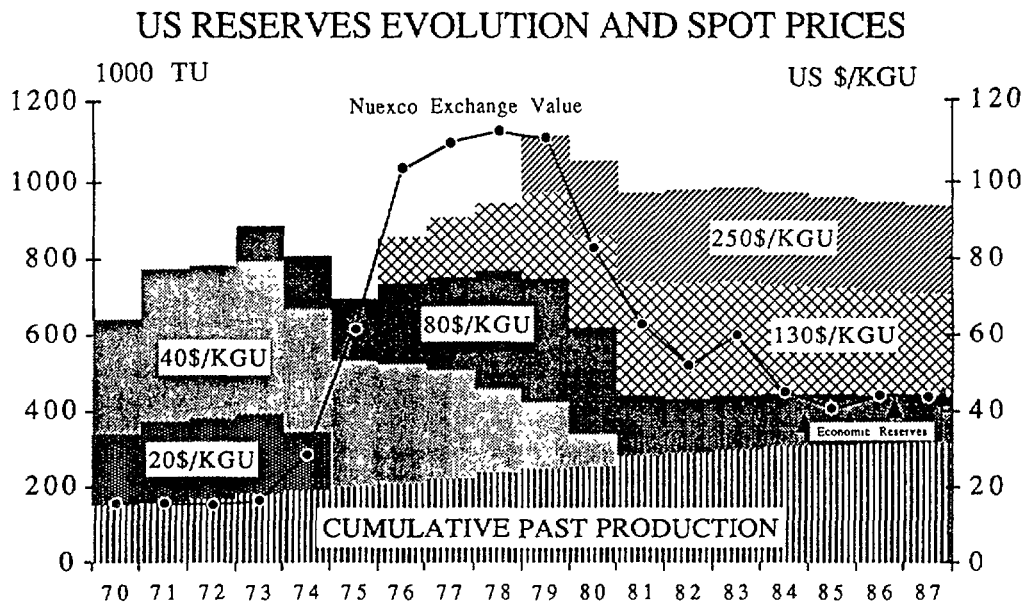 US RESERVES EVOLUTION AND SPOT PRICES
1000 TU
US $/KGU
Nuexco Exchange Value
1200
120
1000
100
800
80
600
60
400
40
200
20
0
0
250$/KGU
130$/KGU
80$/KGU
40$/KGU
20$/KGU
Economic Reserves
CUMULATIVE PAST PRODUCTION
70 71 72 73 74 75 76 77 78 79 80 81 82 83 84 85 86 87